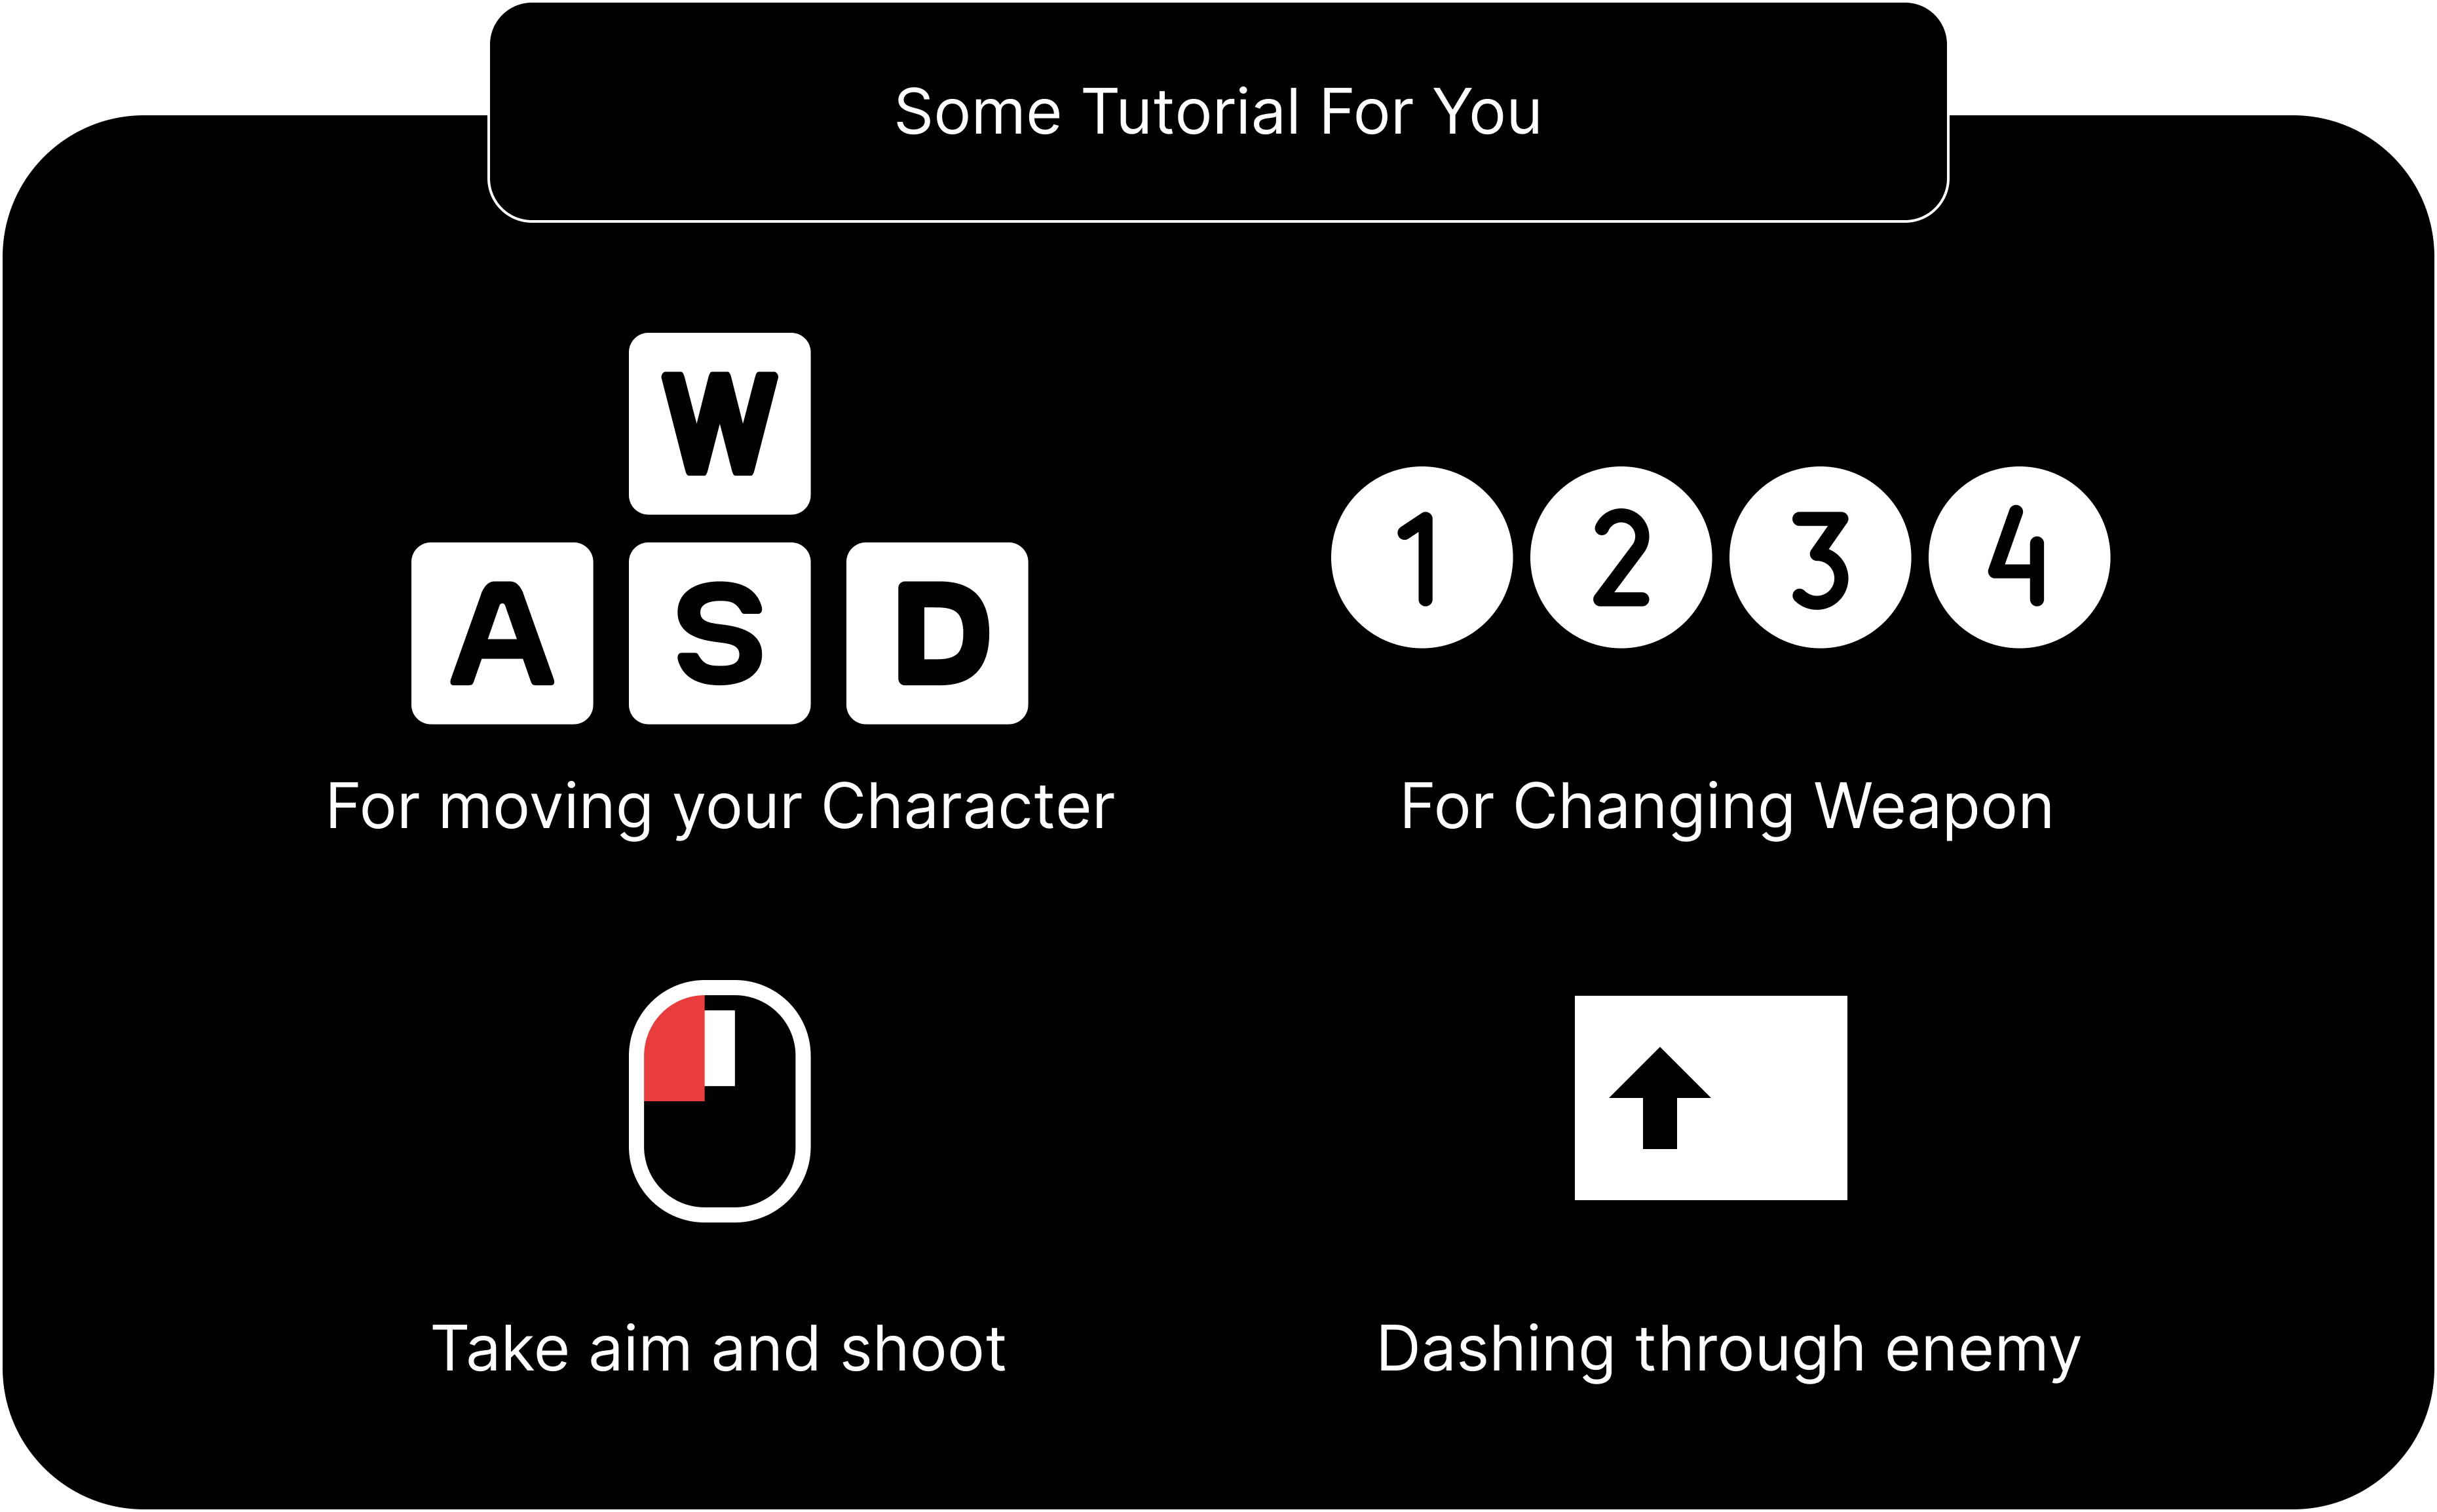 Some Tutorial For You
W
A S D
1 2 3 4
For moving your Character
For Changing Weapon
Take aim and shoot
Dashing through enemy